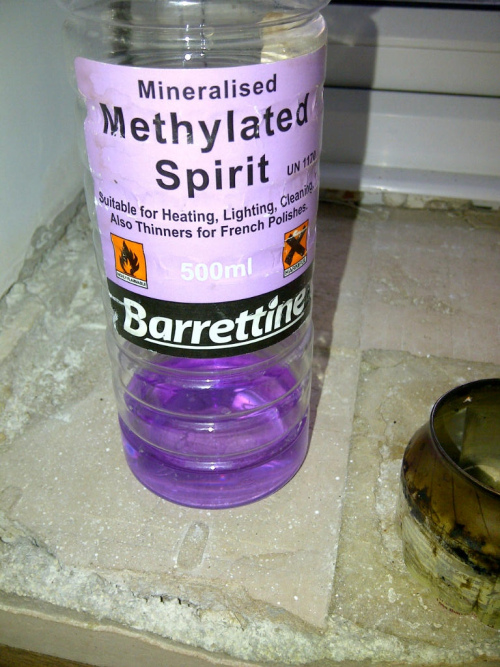 Mineralised
Methylated
Spirit
UN 1170
Suitable for Heating, Lighting, Cleaning.
Also Thinners for French Polishes.
500ml
Barrettine